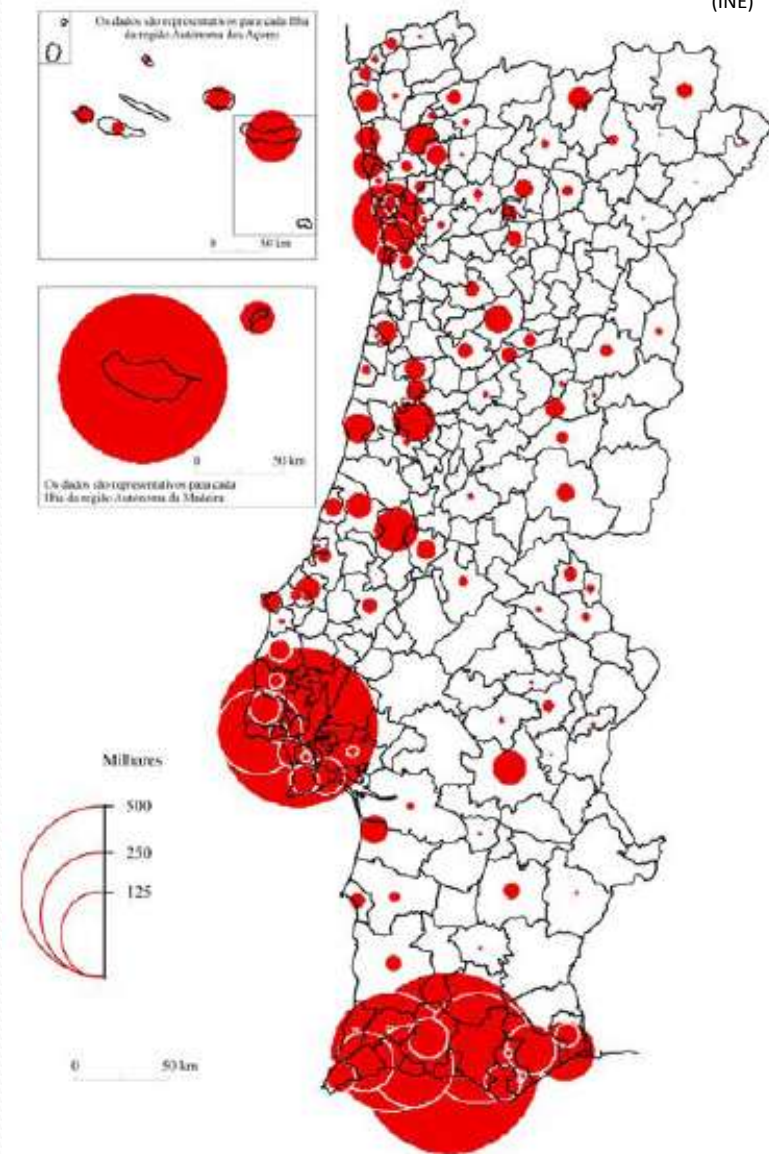 (INE)
Os dados são representativos para cada Ilha
da região Autónoma dos Açores
0 50 km
0 50 km
Os dados são representativos para cada
Ilha da região Autónoma da Madeira
Milhares
500
250
125
0 50 km